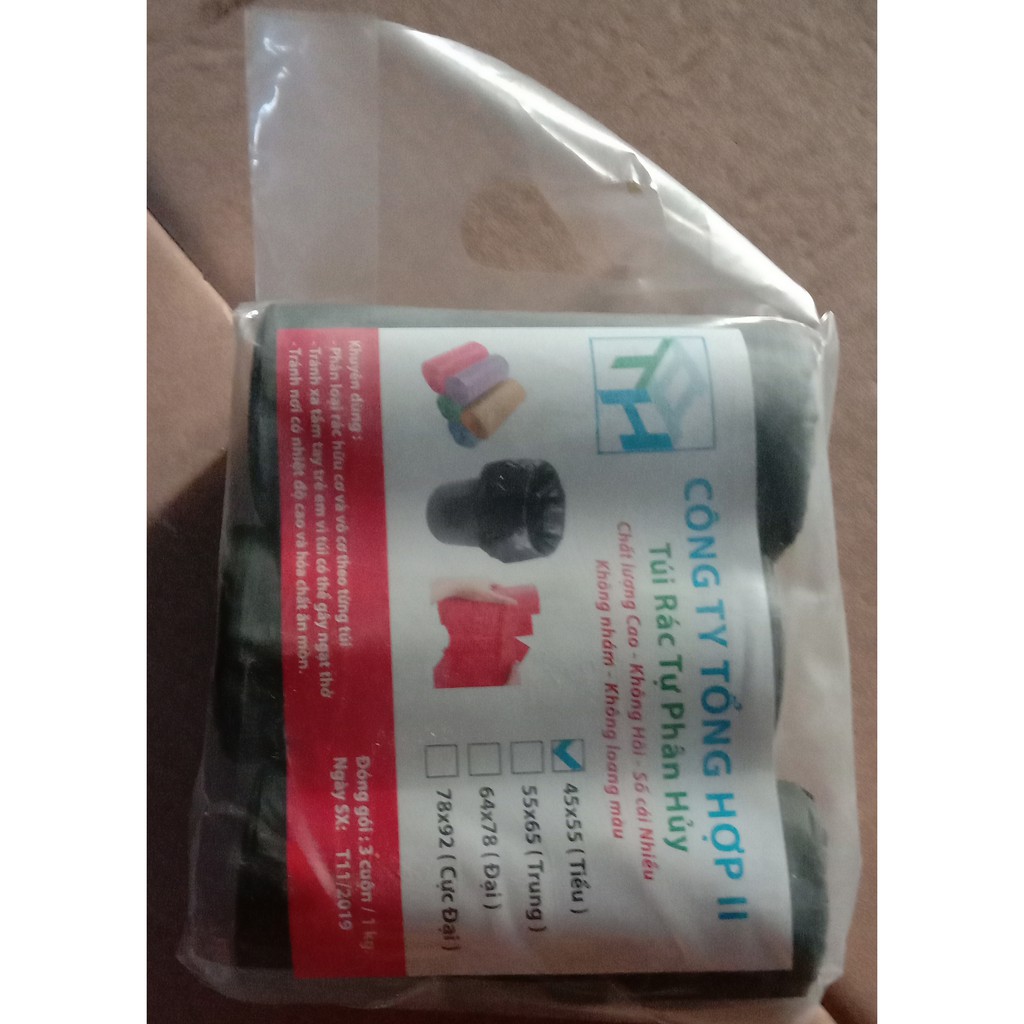 TH
CÔNG TY TỔNG HỢP II
Túi Rác Tự Phân Hủy
Chất lượng Cao - Không Hôi - Số cái Nhiều
Không nhám - Không loang màu
45x55 ( Tiểu )
55x65 ( Trung )
64x78 ( Đại )
78x92 ( Cực Đại )
Khuyên dùng :
- Phân loại rác hữu cơ và vô cơ theo từng túi
- Tránh xa tầm tay trẻ em vì túi có thể gây ngạt thở
- Tránh nơi có nhiệt độ cao và hóa chất ăn mòn.
Đóng gói : 3 cuộn / 1 kg
Ngày SX: T11/2019